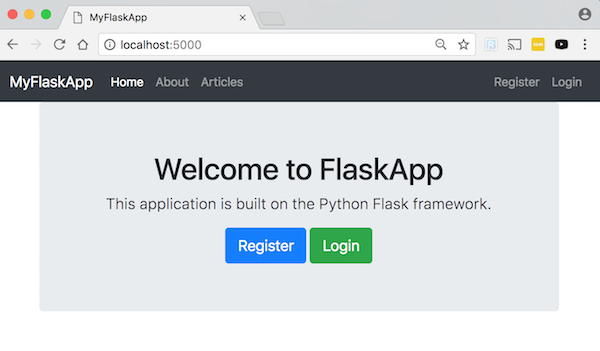 MyFlaskApp
localhost:5000
MyFlaskApp Home About Articles Register Login
Welcome to FlaskApp
This application is built on the Python Flask framework.
Register Login